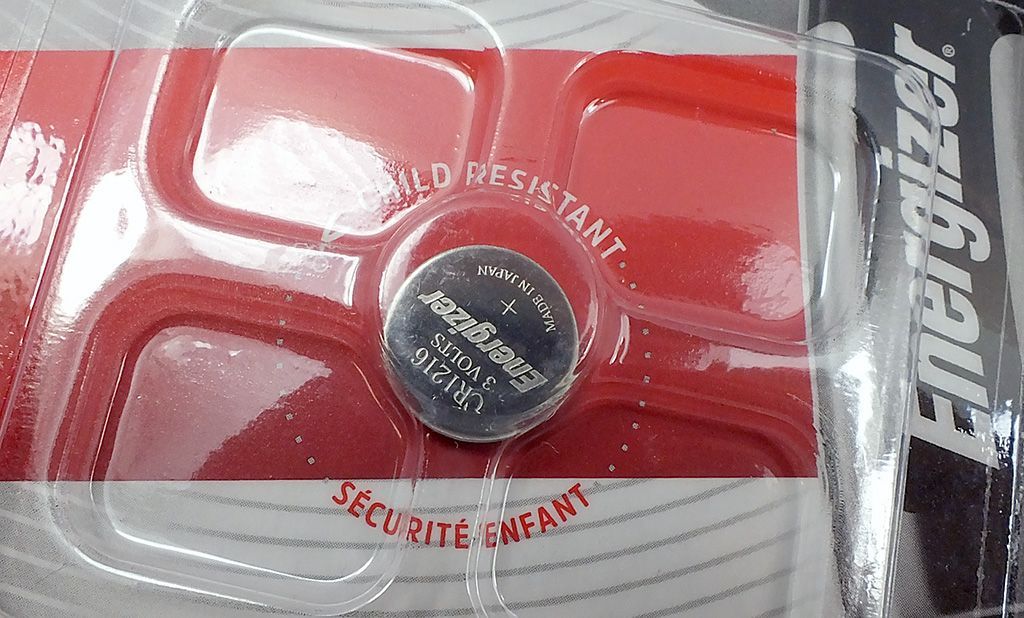 CHILD RESISTANT
MADE IN JAPAN
+
Energizer
3 VOLTS
CR1216
SÉCURITÉ ENFANT
Energizer®